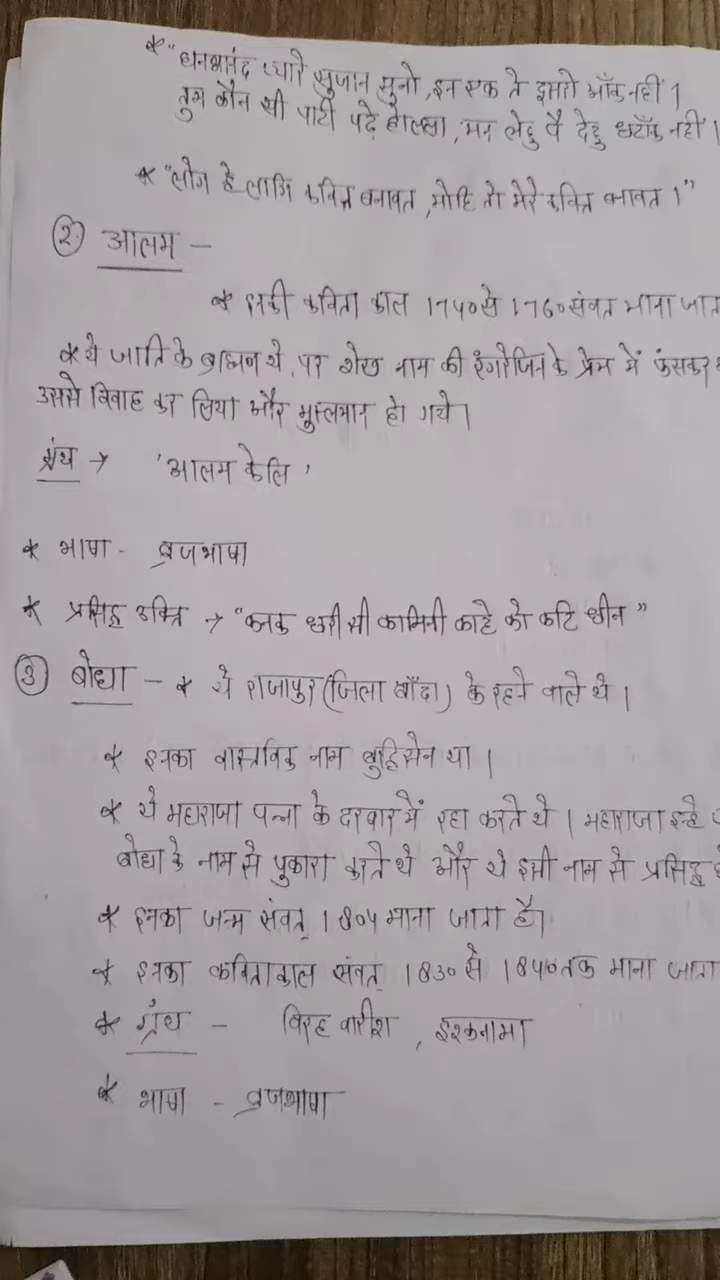 * "घनआनंद प्यारे सुजान सुनो, इन एक ते दूसरो आँक नहीं।
तुम कौन धौ पाटी पढ़े हो लला, मन लेहु पै देहु छटाँक नहीं।
* "लोग है लागि कवित्त बनावत, मोहि तो मेरे कवित्त बनावत।"
② आलम –
* इनकी कविता काल 1740 से 1760 संवत माना जात
* ये जाति के ब्राह्मन थे, पर शेख नाम की रंगरेजिन के प्रेम में फंसकर
उससे विवाह कर लिया और मुसलमान हो गये।
ग्रंथ → 'आलम केलि'
* भाषा - ब्रजभाषा
* प्रसिद्ध उक्ति → "कनक छरी सी कामिनी काहे को कटि छीन"
③ बोधा – * ये राजापुर (जिला बाँदा) के रहने वाले थे।
* इनका वास्तविक नाम बुद्धिसेन था।
* ये महाराजा पन्ना के दरबार में रहा करते थे। महाराजा इन्हे
बोधा के नाम से पुकारा करते थे और ये इसी नाम से प्रसिद्ध
* इनका जन्म संवत् 1804 माना जाता है।
* इनका कविताकाल संवत् 1830 से 1840 तक माना जाता
* ग्रंथ – विरह वारीश, इश्कनामा
* भाषा – ब्रजभाषा